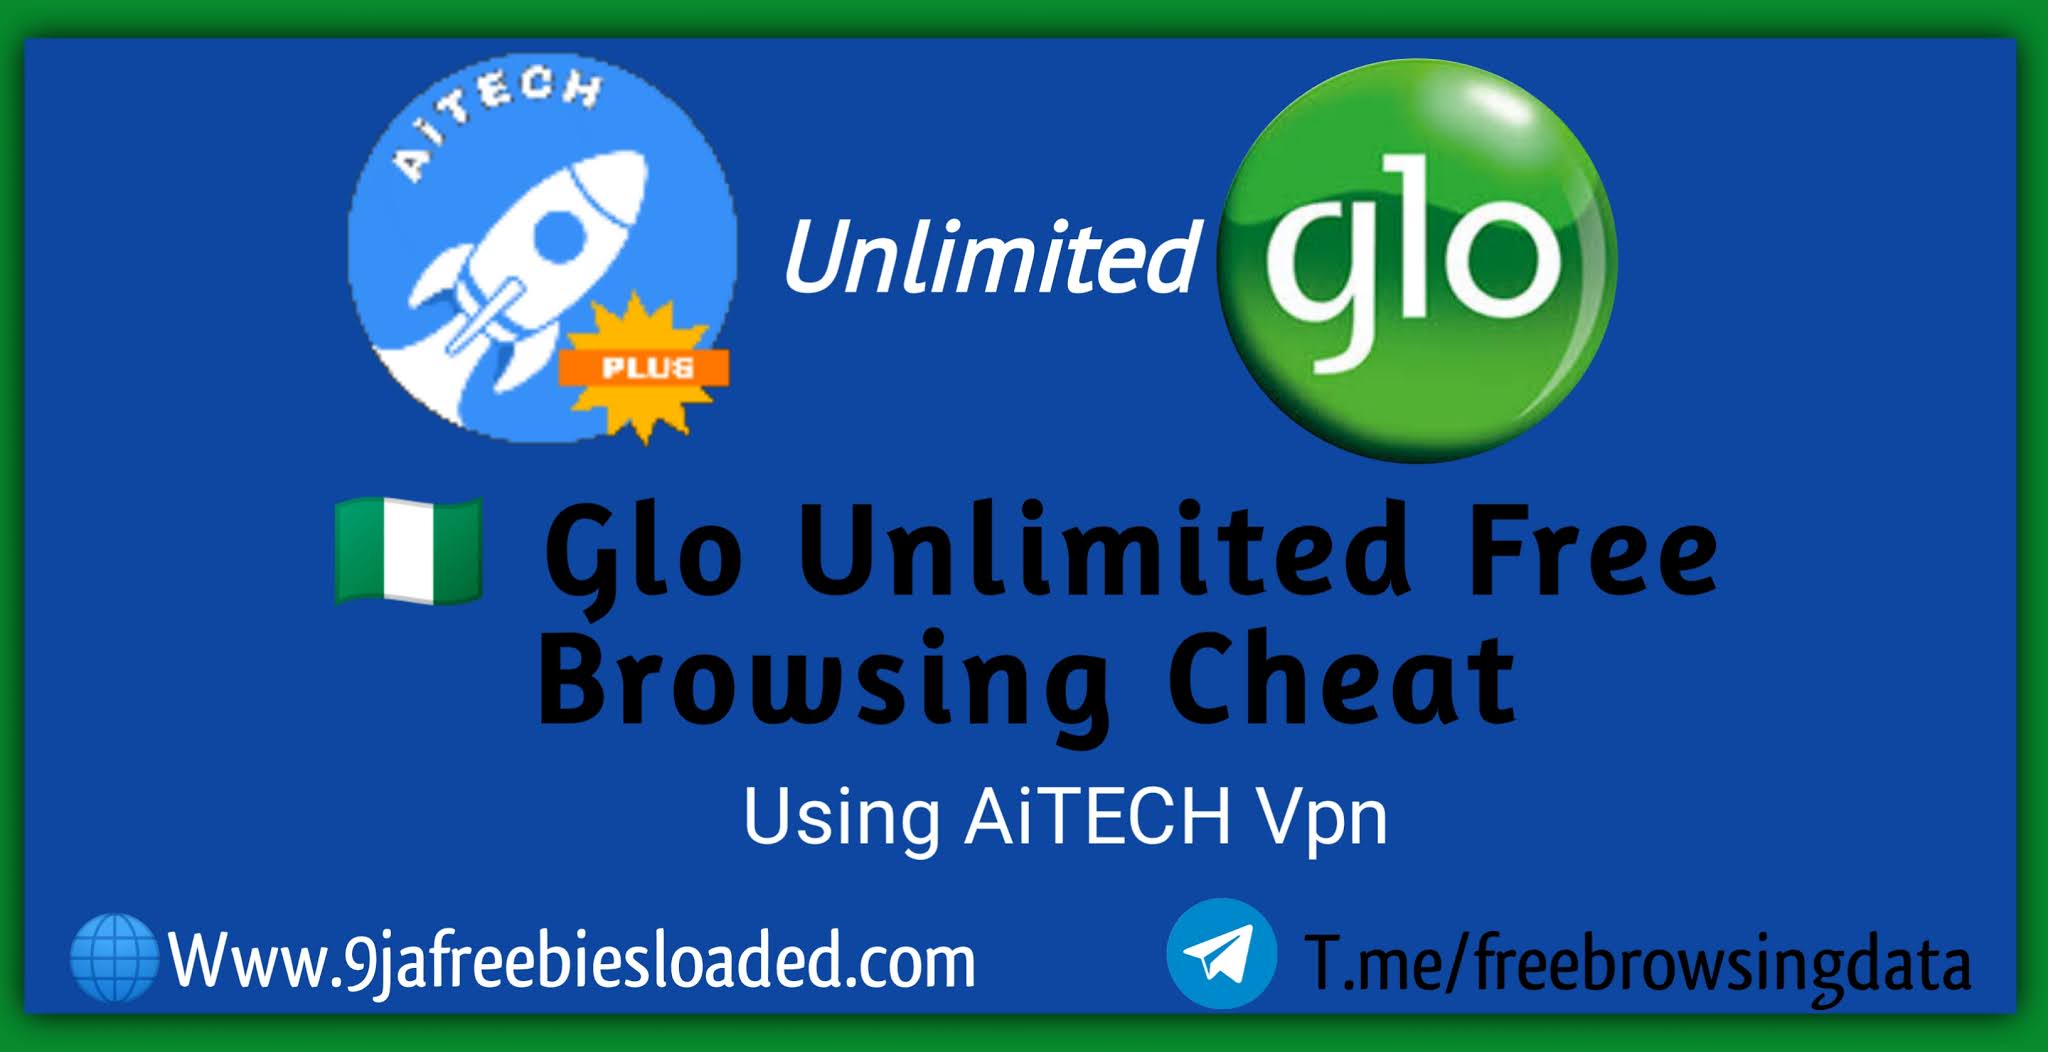 AiTECH
PLUS
Unlimited
glo
Glo Unlimited Free
Browsing Cheat
Using AiTECH Vpn
Www.9jafreebiesloaded.com
T.me/freebrowsingdata